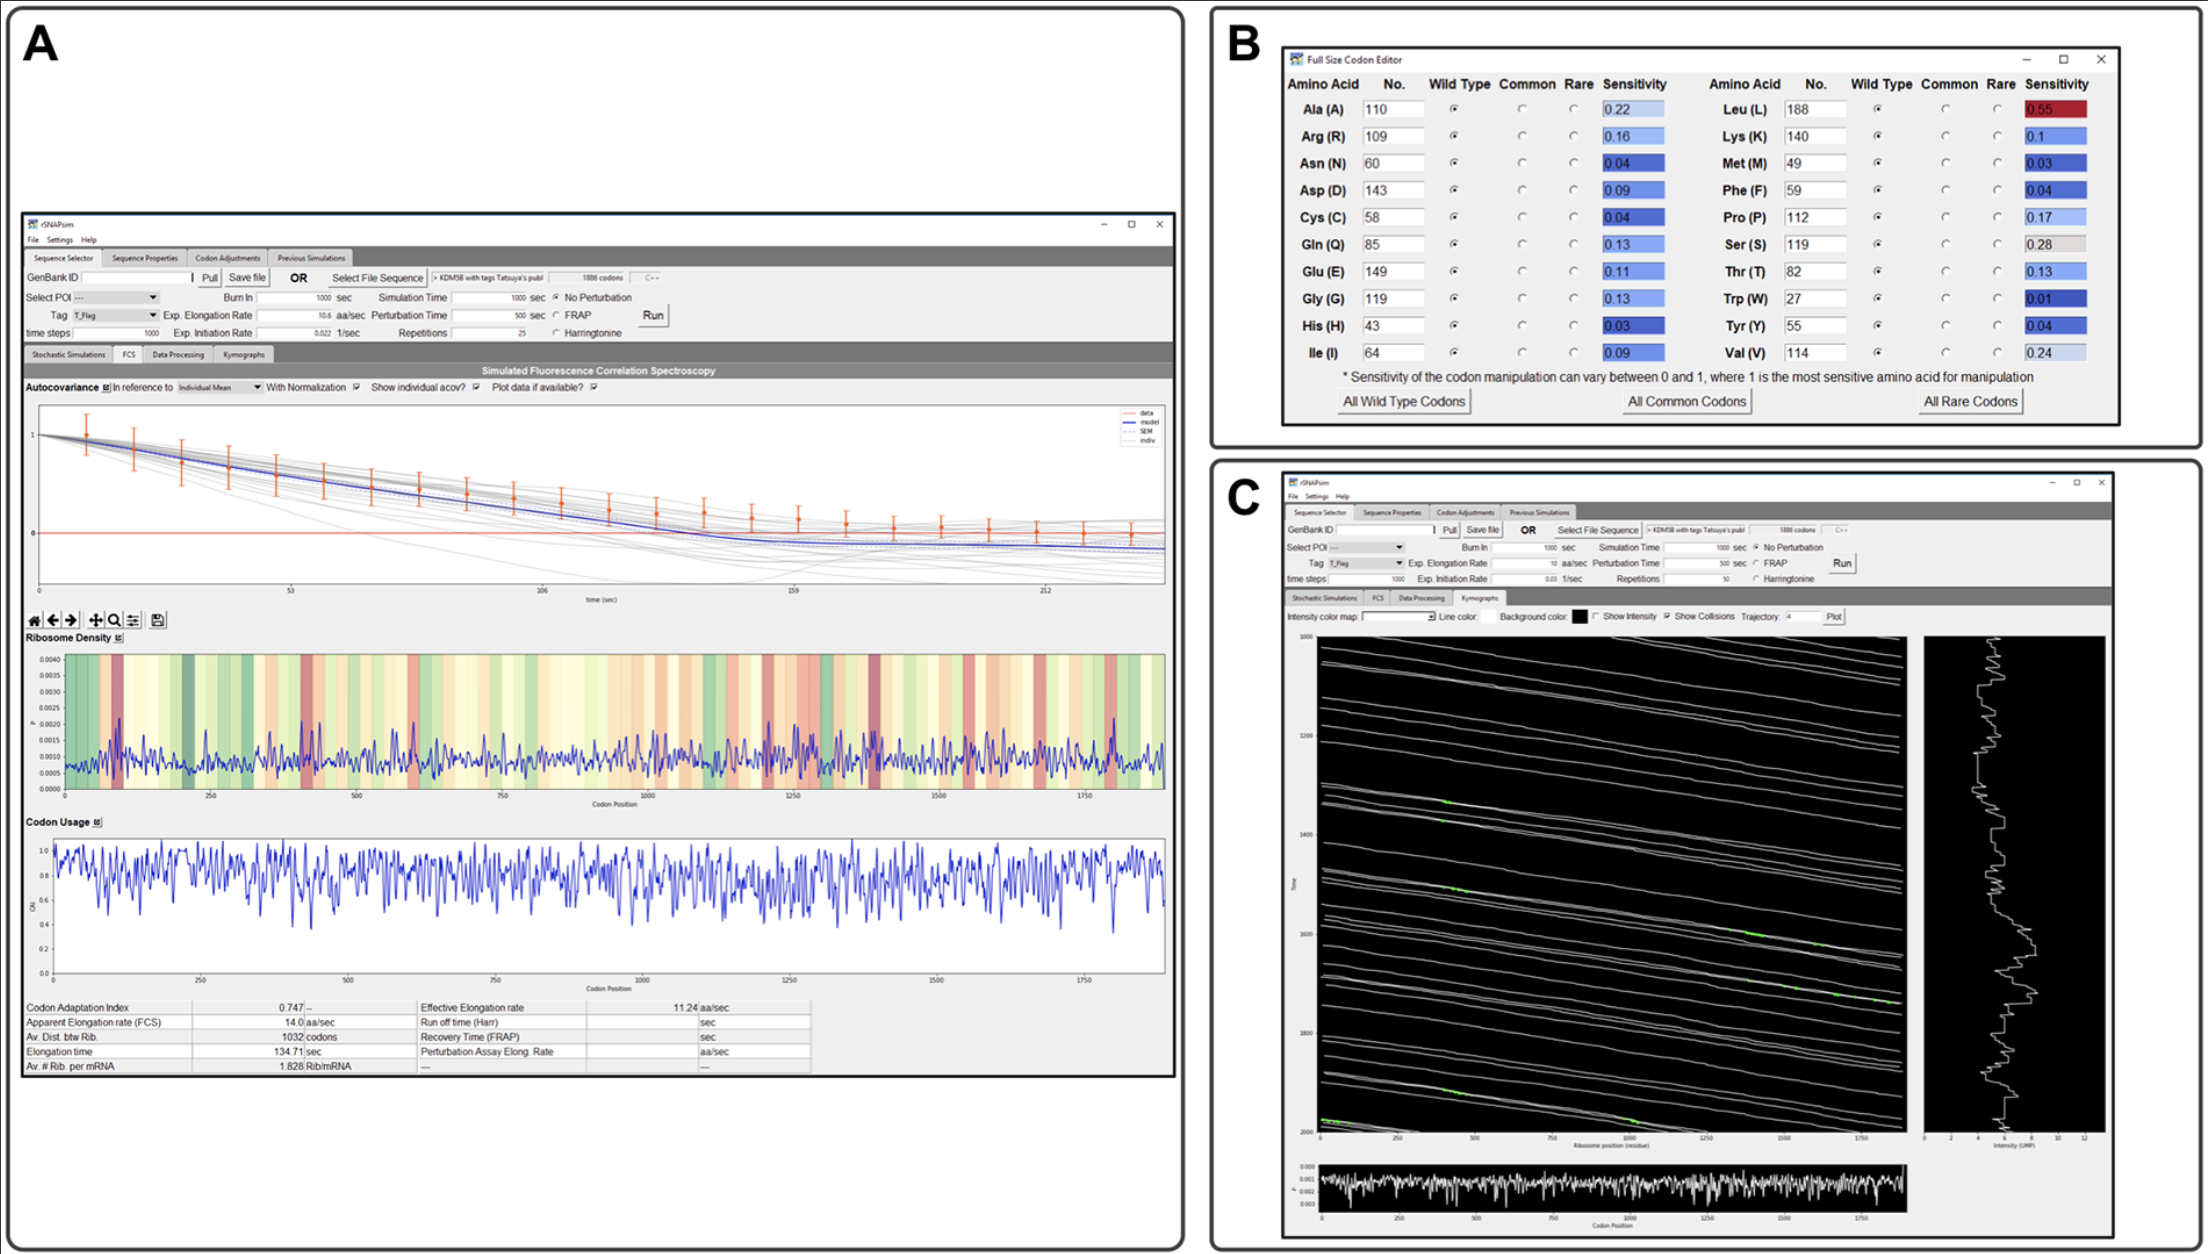 A
rSNAPsim
File Settings Help
Sequence Selector Sequence Properties Codon Adjustments Previous Simulations
GenBank ID Pull Save file OR Select File Sequence > KDM5B with tags Tatsuya's publ 1886 codons C++
Select POI --- Burn In 1000 sec Simulation Time 1000 sec No Perturbation
Tag T_Flag Exp. Elongation Rate 10.6 aa/sec Perturbation Time 500 sec FRAP Run
time steps 1000 Exp. Initiation Rate 0.022 1/sec Repetitions 25 Harringtonine
Stochastic Simulations FCS Data Processing Kymographs
Simulated Fluorescence Correlation Spectroscopy
Autocovariance In reference to Individual Mean With Normalization Show individual acov? Plot data if available?
data
model
SEM
indiv
1
0
0 53 106 159 212
time (sec)
Ribosome Density
0.0040
0.0035
0.0030
0.0025
0.0020
0.0015
0.0010
0.0005
0.0000
P
0 250 500 750 1000 1250 1500 1750
Codon Position
Codon Usage
1.0
0.8
0.6
0.4
0.2
0.0
CAI
0 250 500 750 1000 1250 1500 1750
Codon Position
Codon Adaptation Index 0.747 -- Effective Elongation rate 11.24 aa/sec
Apparent Elongation rate (FCS) 14.0 aa/sec Run off time (Harr) sec
Av. Dist. btw Rib. 1032 codons Recovery Time (FRAP) sec
Elongation time 134.71 sec Perturbation Assay Elong. Rate aa/sec
Av. # Rib. per mRNA 1.828 Rib/mRNA --- ---
B
Full Size Codon Editor
Amino Acid No. Wild Type Common Rare Sensitivity Amino Acid No. Wild Type Common Rare Sensitivity
Ala (A) 110 0.22 Leu (L) 188 0.55
Arg (R) 109 0.16 Lys (K) 140 0.1
Asn (N) 60 0.04 Met (M) 49 0.03
Asp (D) 143 0.09 Phe (F) 59 0.04
Cys (C) 58 0.04 Pro (P) 112 0.17
Gln (Q) 85 0.13 Ser (S) 119 0.28
Glu (E) 149 0.11 Thr (T) 82 0.13
Gly (G) 119 0.13 Trp (W) 27 0.01
His (H) 43 0.03 Tyr (Y) 55 0.04
Ile (I) 64 0.09 Val (V) 114 0.24
* Sensitivity of the codon manipulation can vary between 0 and 1, where 1 is the most sensitive amino acid for manipulation
All Wild Type Codons All Common Codons All Rare Codons
C
rSNAPsim
File Settings Help
Sequence Selector Sequence Properties Codon Adjustments Previous Simulations
GenBank ID Pull Save file OR Select File Sequence > KDM5B with tags Tatsuya's publ 1886 codons C++
Select POI --- Burn In 1000 sec Simulation Time 1000 sec No Perturbation
Tag T_Flag Exp. Elongation Rate 10 aa/sec Perturbation Time 500 sec FRAP Run
time steps 1000 Exp. Initiation Rate 0.03 1/sec Repetitions 50 Harringtonine
Stochastic Simulations FCS Data Processing Kymographs
Intensity color map: Line color: Background color: Show Intensity Show Collisions Trajectory: 4 Plot
1000
1200
1400
1600
1800
2000
Time
0 250 500 750 1000 1250 1500 1750
Ribosome position (residue)
0 2 4 6 8 10 12
Intensity (UMP)
0.000
0.001
0.002
0.003
P
0 250 500 750 1000 1250 1500 1750
Codon Position